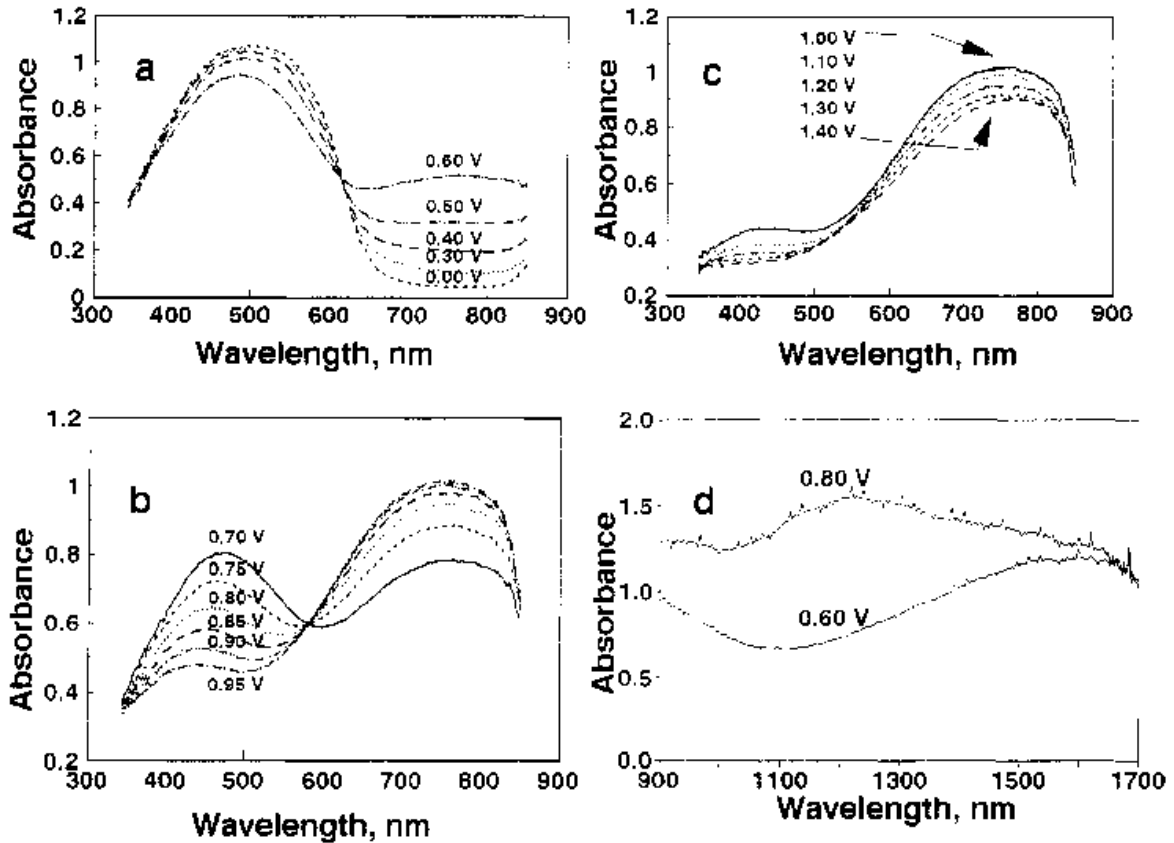 1.2
1
0.8
0.6
0.4
0.2
0
a
0.60 V
0.50 V
0.40 V
0.30 V
0.00 V
300 400 500 600 700 800 900
Absorbance
Wavelength, nm
1.2
1
0.8
0.6
0.4
0.2
c
1.00 V
1.10 V
1.20 V
1.30 V
1.40 V
300 400 500 600 700 800 900
Absorbance
Wavelength, nm
1.2
1
0.8
0.6
0.4
0.2
b
0.70 V
0.75 V
0.80 V
0.85 V
0.90 V
0.95 V
300 400 500 600 700 800 900
Absorbance
Wavelength, nm
2.0
1.5
1.0
0.0
d
0.80 V
0.60 V
900 1100 1300 1500 1700
Absorbance
Wavelength, nm